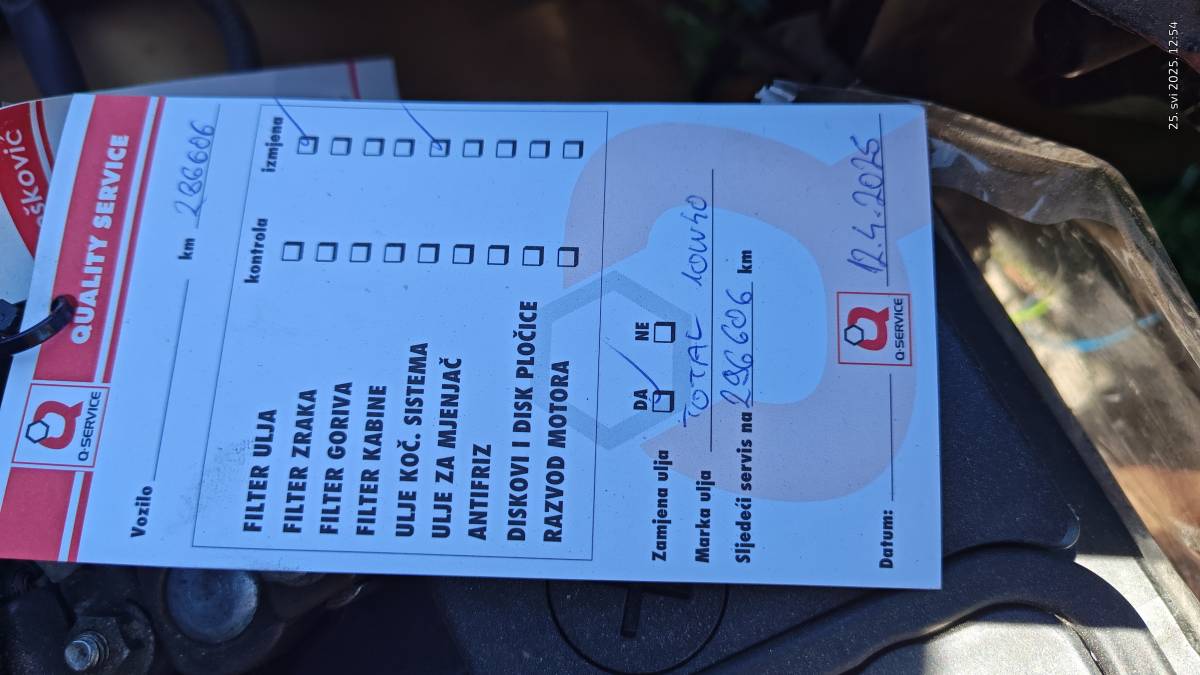 25. svi 2025. 12:54
ošković
QUALITY SERVICE
Q-SERVICE
Vozilo km 286606
kontrola izmjena
FILTER ULJA
FILTER ZRAKA
FILTER GORIVA
FILTER KABINE
ULJE KOČ. SISTEMA
ULJE ZA MJENJAČ
ANTIFRIZ
DISKOVI I DISK PLOČICE
RAZVOD MOTORA
Zamjena ulja DA NE
Marka ulja TOTAL 10W40
Sljedeći servis na 296606 km
Datum: Q-SERVICE 12.4.2025